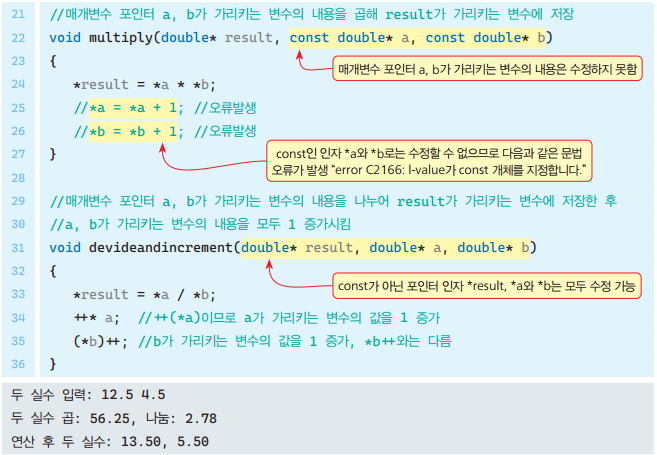 21 //매개변수 포인터 a, b가 가리키는 변수의 내용을 곱해 result가 가리키는 변수에 저장
22 void multiply(double* result, const double* a, const double* b)
23 {
매개변수 포인터 a, b가 가리키는 변수의 내용은 수정하지 못함
24 *result = *a * *b;
25 //*a = *a + 1; //오류발생
26 //*b = *b + 1; //오류발생
27 }
const인 인자 *a와 *b로는 수정할 수 없으므로 다음과 같은 문법
오류가 발생 "error C2166: l-value가 const 개체를 지정합니다."
28
29 //매개변수 포인터 a, b가 가리키는 변수의 내용을 나누어 result가 가리키는 변수에 저장한 후
30 //a, b가 가리키는 변수의 내용을 모두 1 증가시킴
31 void devideandincrement(double* result, double* a, double* b)
32 {
const가 아닌 포인터 인자 *result, *a와 *b는 모두 수정 가능
33 *result = *a / *b;
34 ++* a; //++(*a)이므로 a가 가리키는 변수의 값을 1 증가
35 (*b)++; //b가 가리키는 변수의 값을 1 증가, *b++와는 다름
36 }
두 실수 입력: 12.5 4.5
두 실수 곱: 56.25, 나눔: 2.78
연산 후 두 실수: 13.50, 5.50